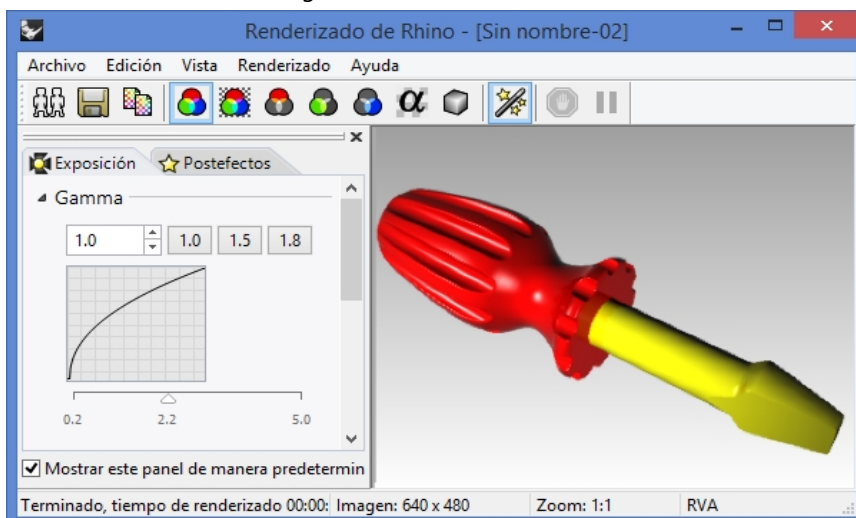 Renderizado de Rhino - [Sin nombre-02]
Archivo Edición Vista Renderizado Ayuda
α
Exposición Postefectos
Gamma
1.0 1.0 1.5 1.8
0.2 2.2 5.0
Mostrar este panel de manera predetermin
Terminado, tiempo de renderizado 00:00: Imagen: 640 x 480 Zoom: 1:1 RVA